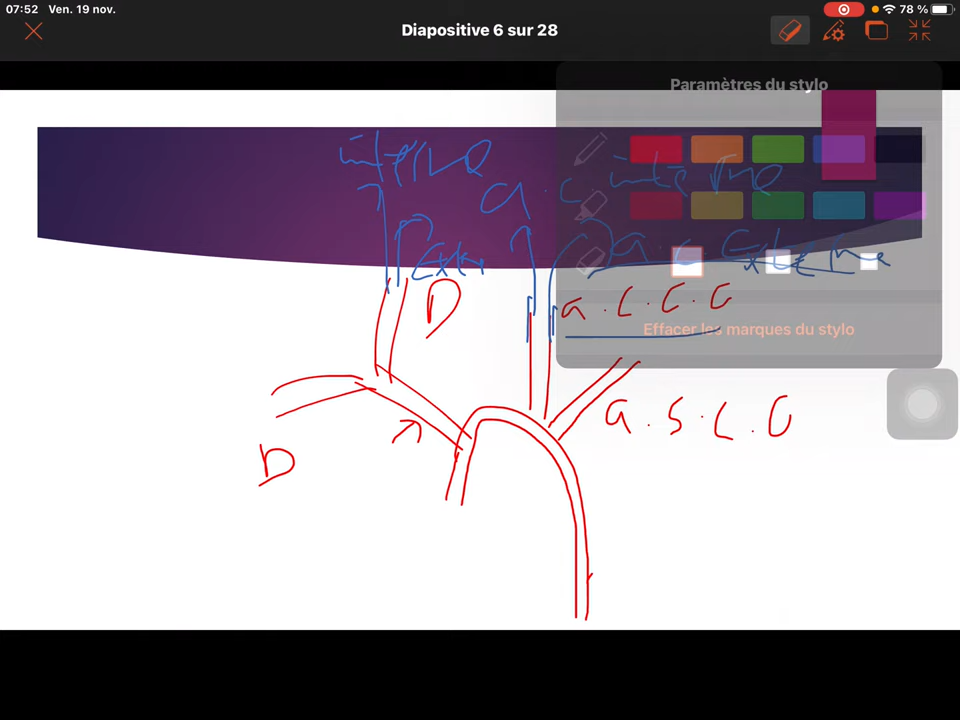 07:52 Ven. 19 nov.
78 %
Diapositive 6 sur 28
Paramètres du stylo
interne
a.c interne
Ext.
a.c Externe
D
a.c.c.G
Effacer les marques du stylo
a.s.c.G
D